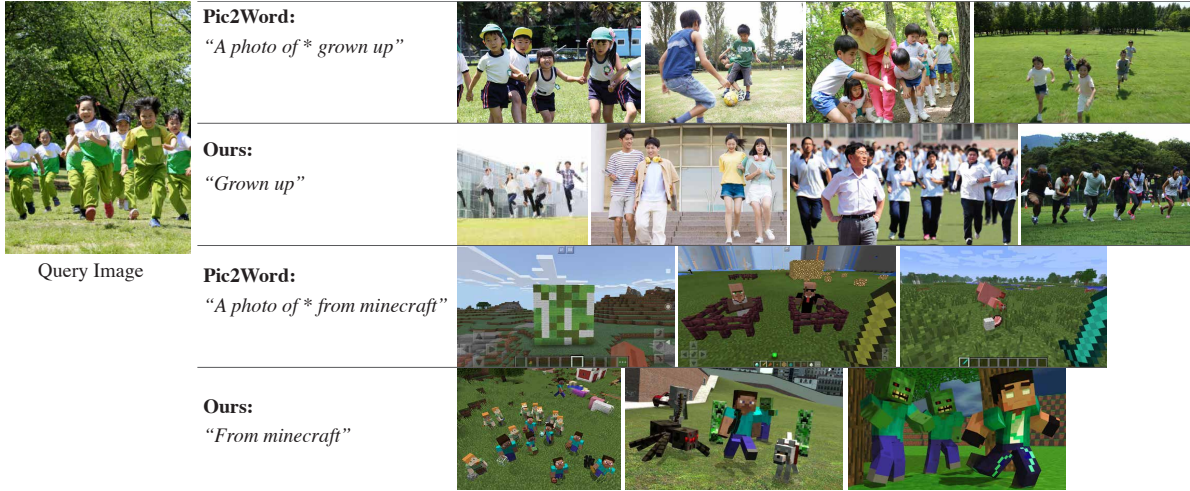 Pic2Word:
“A photo of * grown up”
Ours:
“Grown up”
Query Image
Pic2Word:
“A photo of * from minecraft”
Ours:
“From minecraft”